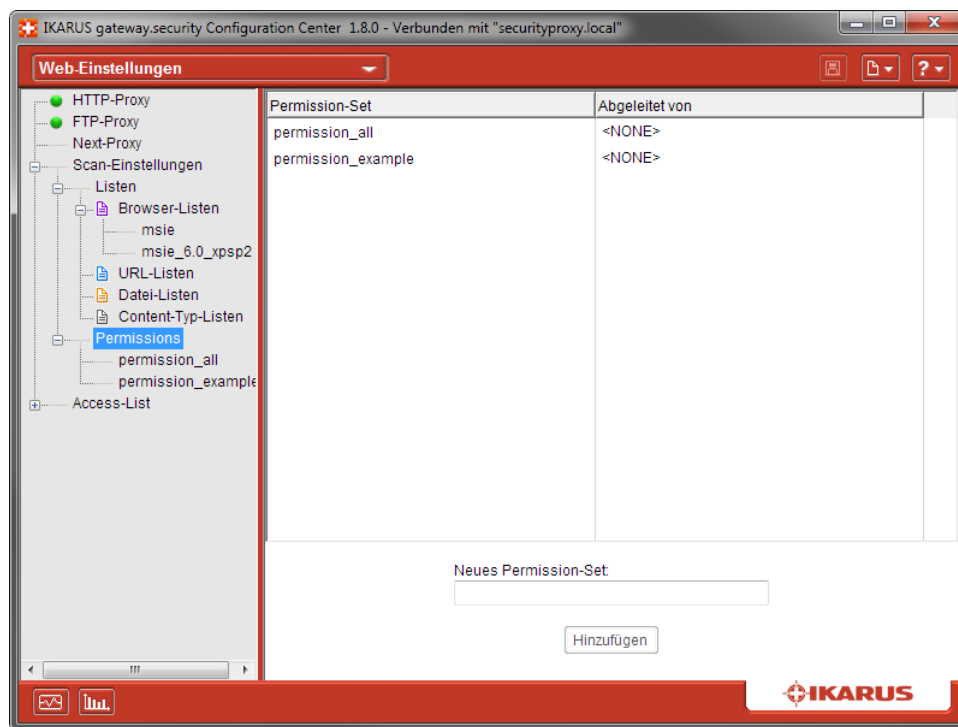 IKARUS gateway.security Configuration Center 1.8.0 - Verbunden mit "securityproxy.local"
Web-Einstellungen
?
HTTP-Proxy
FTP-Proxy
Next-Proxy
Scan-Einstellungen
Listen
Browser-Listen
msie
msie_6.0_xpsp2
URL-Listen
Datei-Listen
Content-Typ-Listen
Permissions
permission_all
permission_example
Access-List
Permission-Set Abgeleitet von
permission_all <NONE>
permission_example <NONE>
Neues Permission-Set:
Hinzufügen
IKARUS